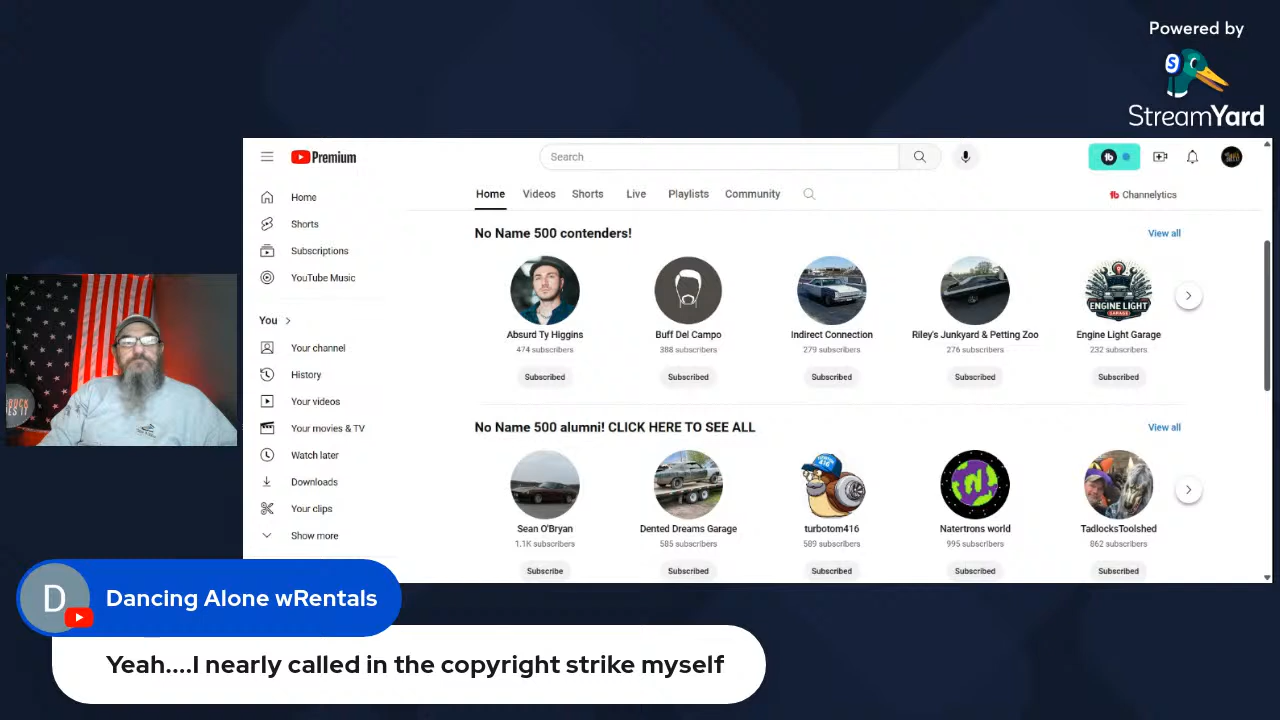 Powered by
StreamYard
Premium
Search
Home
Shorts
Subscriptions
YouTube Music
You
Your channel
History
Your videos
Your movies & TV
Watch later
Downloads
Your clips
Show more
Home Videos Shorts Live Playlists Community
Channelytics
No Name 500 contenders!
View all
Absurd Ty Higgins
474 subscribers
Subscribed
Buff Del Campo
388 subscribers
Subscribed
Indirect Connection
279 subscribers
Subscribed
Riley's Junkyard & Petting Zoo
276 subscribers
Subscribed
ENGINE LIGHT
GARAGE
Engine Light Garage
232 subscribers
Subscribed
No Name 500 alumni! CLICK HERE TO SEE ALL
View all
Sean O'Bryan
1.1K subscribers
Subscribe
Dented Dreams Garage
585 subscribers
Subscribed
turbotom416
589 subscribers
Subscribed
Natertrons world
995 subscribers
Subscribed
TadlocksToolshed
862 subscribers
Subscribed
D
Dancing Alone wRentals
Yeah....I nearly called in the copyright strike myself